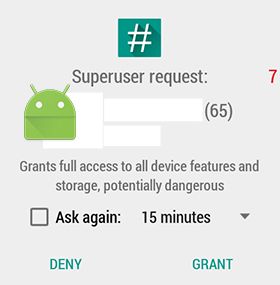 #
Superuser request: 7
(65)
Grants full access to all device features and
storage, potentially dangerous
Ask again: 15 minutes
DENY GRANT